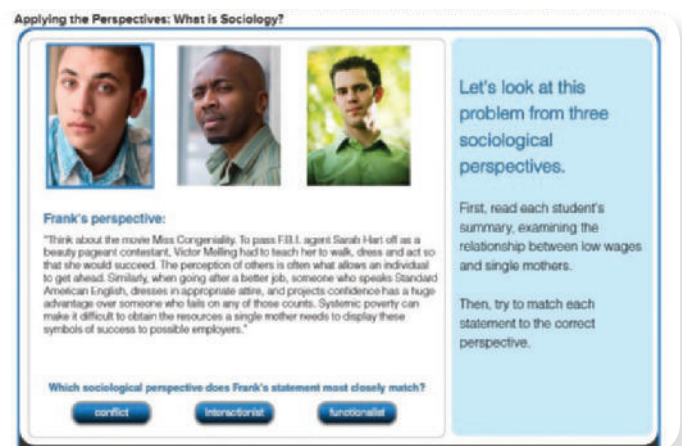 Applying the Perspectives: What is Sociology?
Let's look at this
problem from three
sociological
perspectives.
First, read each student's
summary, examining the
relationship between low wages
and single mothers.
Then, try to match each
statement to the correct
perspective.
Frank's perspective:
"Think about the movie Miss Congeniality. To pass F.B.I. agent Sarah Hart off as a
beauty pageant contestant, Victor Melling had to teach her to walk, dress and act so
that she would succeed. The perception of others is often what allows an individual
to get ahead. Similarly, when going after a better job, someone who speaks Standard
American English, dresses in appropriate attire, and projects confidence has a huge
advantage over someone who fails on any of those counts. Systemic poverty can
make it difficult to obtain the resources a single mother needs to display these
symbols of success to possible employers."
Which sociological perspective does Frank's statement most closely match?
conflict
interactionist
functionalist